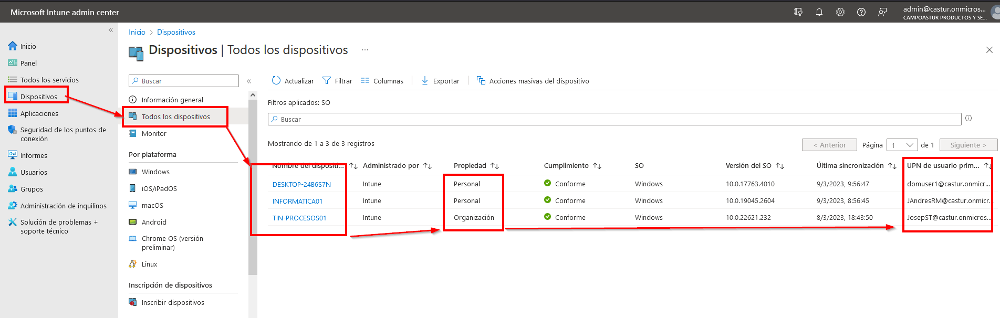 Microsoft Intune admin center
admin@castur.onmicros...
CAMPOASTUR PRODUCTOS Y SE...
Inicio
Panel
Todos los servicios
Dispositivos
Aplicaciones
Seguridad de los puntos de
conexión
Informes
Usuarios
Grupos
Administración de inquilinos
Solución de problemas +
soporte técnico
Inicio > Dispositivos
Dispositivos | Todos los dispositivos ...
Buscar
Información general
Todos los dispositivos
Monitor
Por plataforma
Windows
iOS/iPadOS
macOS
Android
Chrome OS (versión
preliminar)
Linux
Inscripción de dispositivos
Inscribir dispositivos
Actualizar Filtrar Columnas Exportar Acciones masivas del dispositivo
Filtros aplicados: SO
Buscar
Mostrando de 1 a 3 de 3 registros
< Anterior Página 1 de 1 Siguiente >
Nombre del dispositi... Administrado por Propiedad Cumplimiento SO Versión del SO Última sincronización UPN de usuario prim...
DESKTOP-24B6S7N Intune Personal Conforme Windows 10.0.17763.4010 9/3/2023, 9:56:47 domuser1@castur.onmicr...
INFORMATICA01 Intune Personal Conforme Windows 10.0.19045.2604 9/3/2023, 8:56:45 JAndresRM@castur.onmicr.
TIN-PROCESOS01 Intune Organización Conforme Windows 10.0.22621.232 8/3/2023, 18:43:50 JosepST@castur.onmicros...